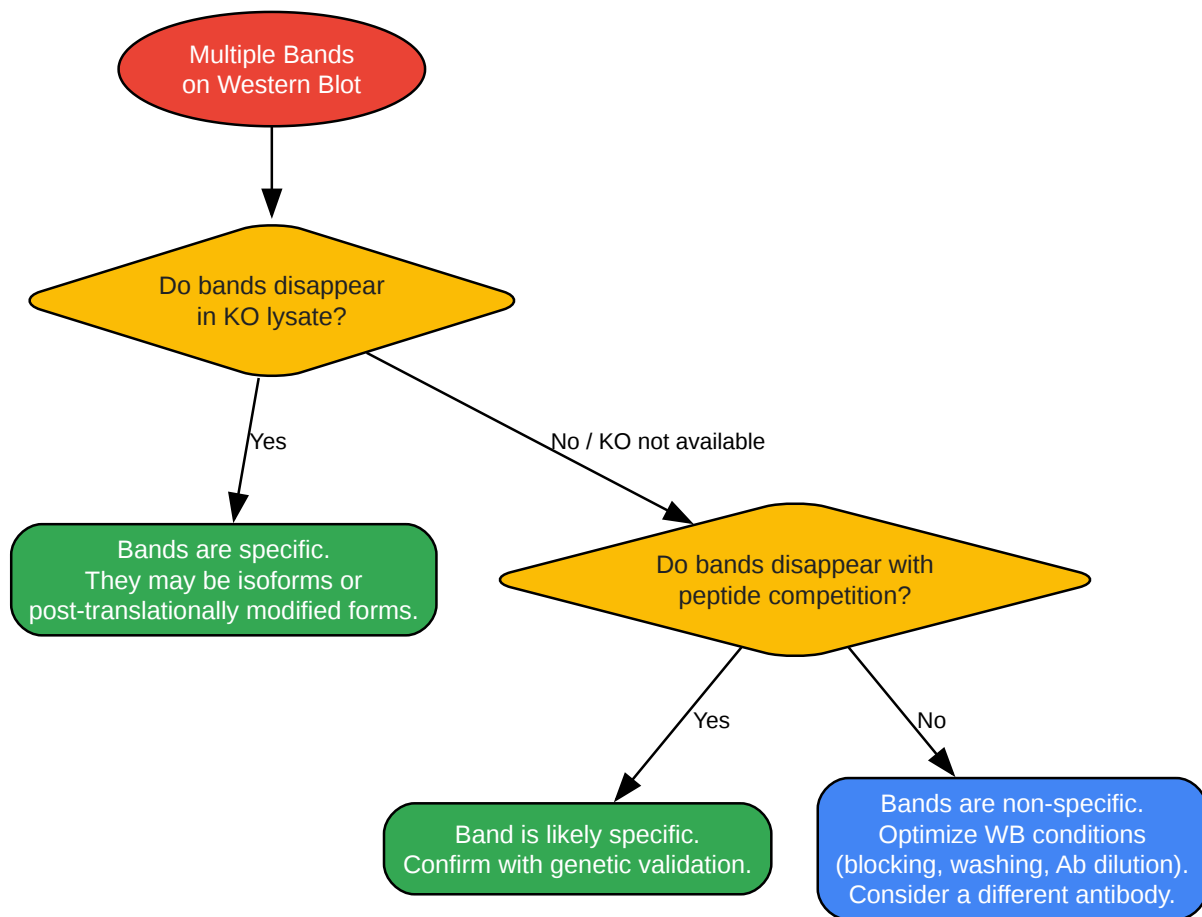 Multiple Bands
on Western Blot
Do bands disappear
in KO lysate?
Yes
No / KO not available
Bands are specific.
They may be isoforms or
post-translationally modified forms.
Do bands disappear with
peptide competition?
Yes
No
Band is likely specific.
Confirm with genetic validation.
Bands are non-specific.
Optimize WB conditions
(blocking, washing, Ab dilution).
Consider a different antibody.